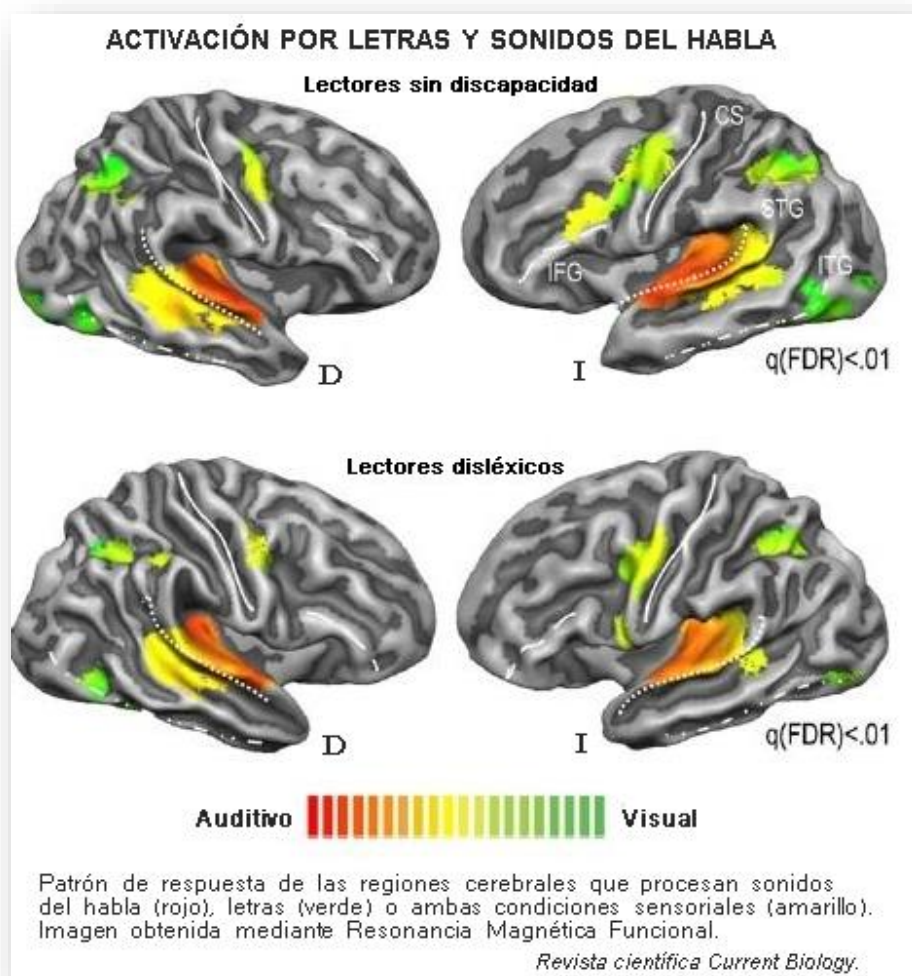 ACTIVACIÓN POR LETRAS Y SONIDOS DEL HABLA
Lectores sin discapacidad
CS
STG
IFG
ITG
D
I
q(FDR)<.01
Lectores disléxicos
D
I
q(FDR)<.01
Auditivo Visual
Patrón de respuesta de las regiones cerebrales que procesan sonidos
del habla (rojo), letras (verde) o ambas condiciones sensoriales (amarillo).
Imagen obtenida mediante Resonancia Magnética Funcional.
Revista científica Current Biology.